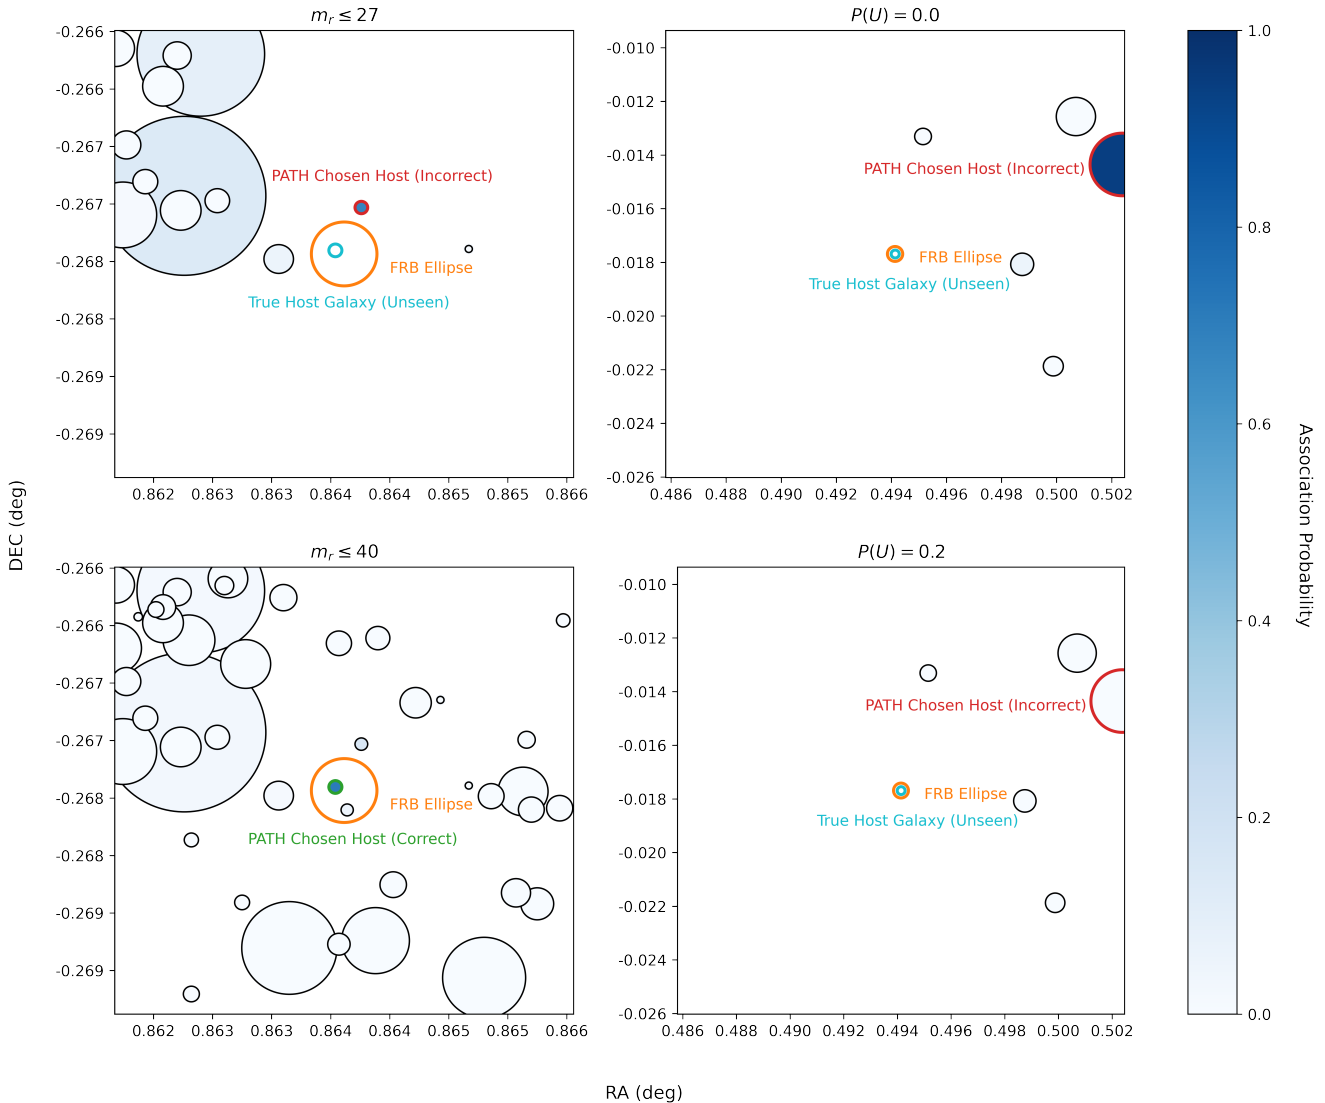 m_r ≤ 27
P(U) = 0.0
-0.266
-0.266
-0.267
-0.267
-0.268
-0.268
-0.269
-0.269
PATH Chosen Host (Incorrect)
FRB Ellipse
True Host Galaxy (Unseen)
0.862 0.863 0.863 0.864 0.864 0.865 0.865 0.866
-0.010
-0.012
-0.014
-0.016
-0.018
-0.020
-0.022
-0.024
-0.026
PATH Chosen Host (Incorrect)
FRB Ellipse
True Host Galaxy (Unseen)
0.486 0.488 0.490 0.492 0.494 0.496 0.498 0.500 0.502
m_r ≤ 40
P(U) = 0.2
-0.266
-0.266
-0.267
-0.267
-0.268
-0.268
-0.269
-0.269
FRB Ellipse
PATH Chosen Host (Correct)
0.862 0.863 0.863 0.864 0.864 0.865 0.865 0.866
-0.010
-0.012
-0.014
-0.016
-0.018
-0.020
-0.022
-0.024
-0.026
PATH Chosen Host (Incorrect)
FRB Ellipse
True Host Galaxy (Unseen)
0.486 0.488 0.490 0.492 0.494 0.496 0.498 0.500 0.502
DEC (deg)
RA (deg)
1.0
0.8
0.6
0.4
0.2
0.0
Association Probability